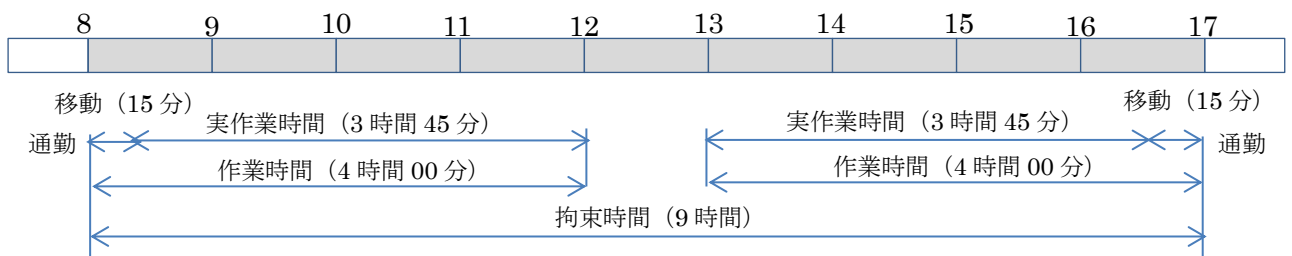 8 9 10 11 12 13 14 15 16 17
移動（15 分） 移動（15 分）
通勤 実作業時間（3 時間 45 分） 実作業時間（3 時間 45 分） 通勤
作業時間（4 時間 00 分） 作業時間（4 時間 00 分）
拘束時間（9 時間）